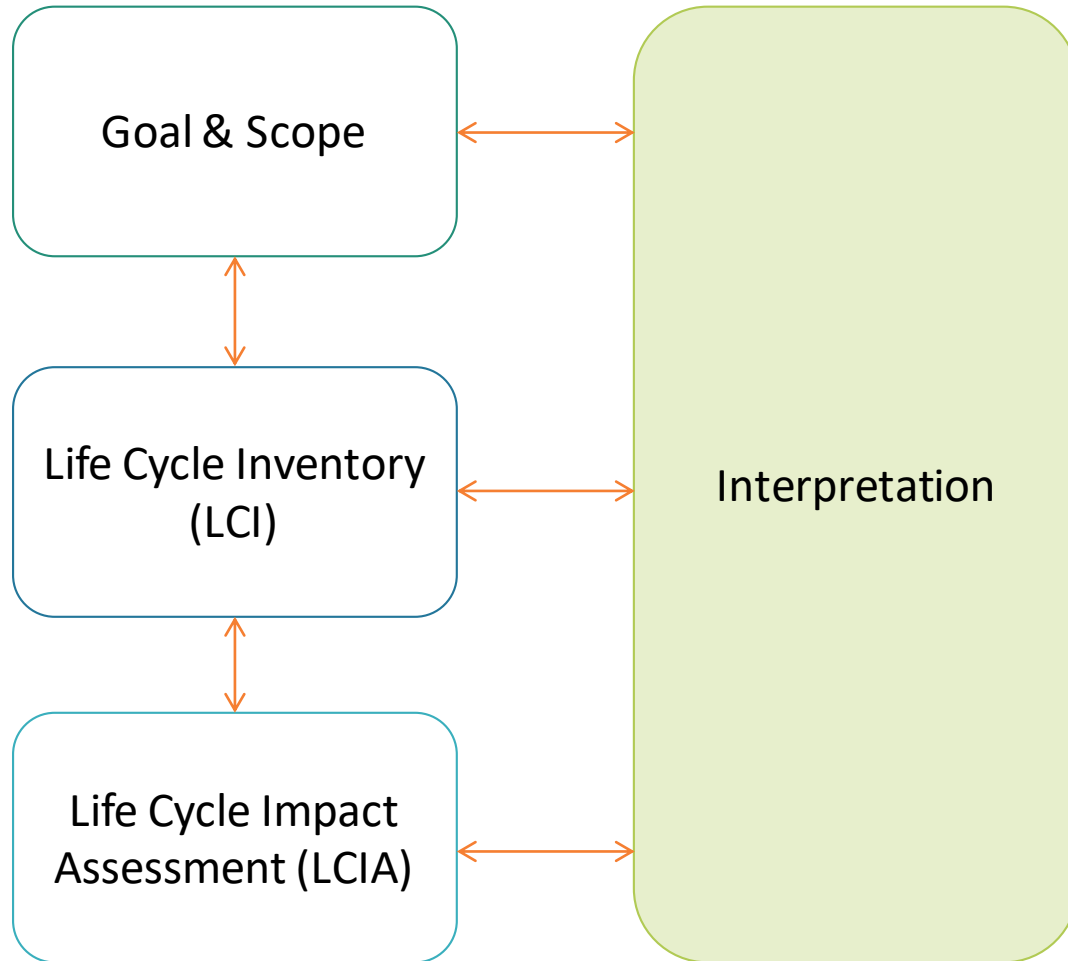 Goal & Scope
Life Cycle Inventory
(LCI)
Interpretation
Life Cycle Impact
Assessment (LCIA)